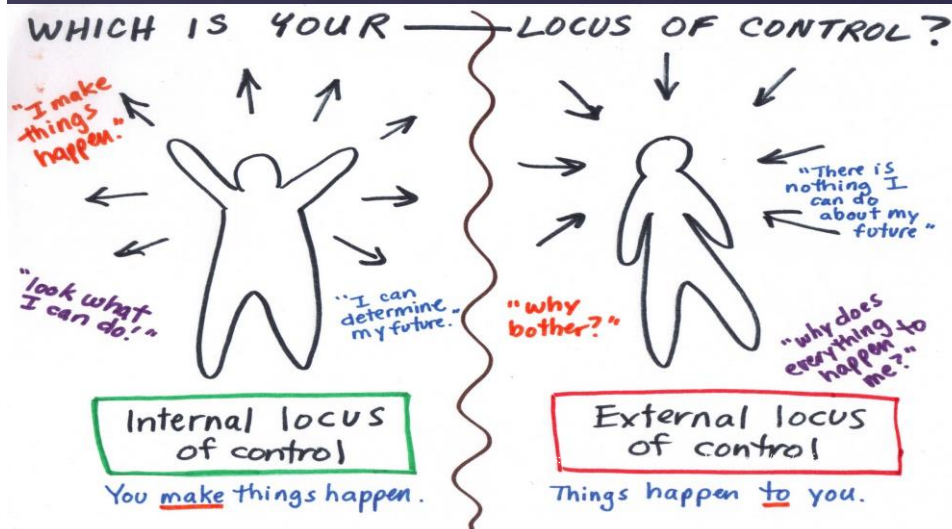 WHICH IS YOUR — LOCUS OF CONTROL?
"I make
things
happen."
"look what
I can do!"
"I can
determine
my future."
Internal locus
of control
You make things happen.
"There is
nothing I
can do
about my
future"
"why
bother?"
"why does
everything
happen to
me?"
External locus
of control
Things happen to you.